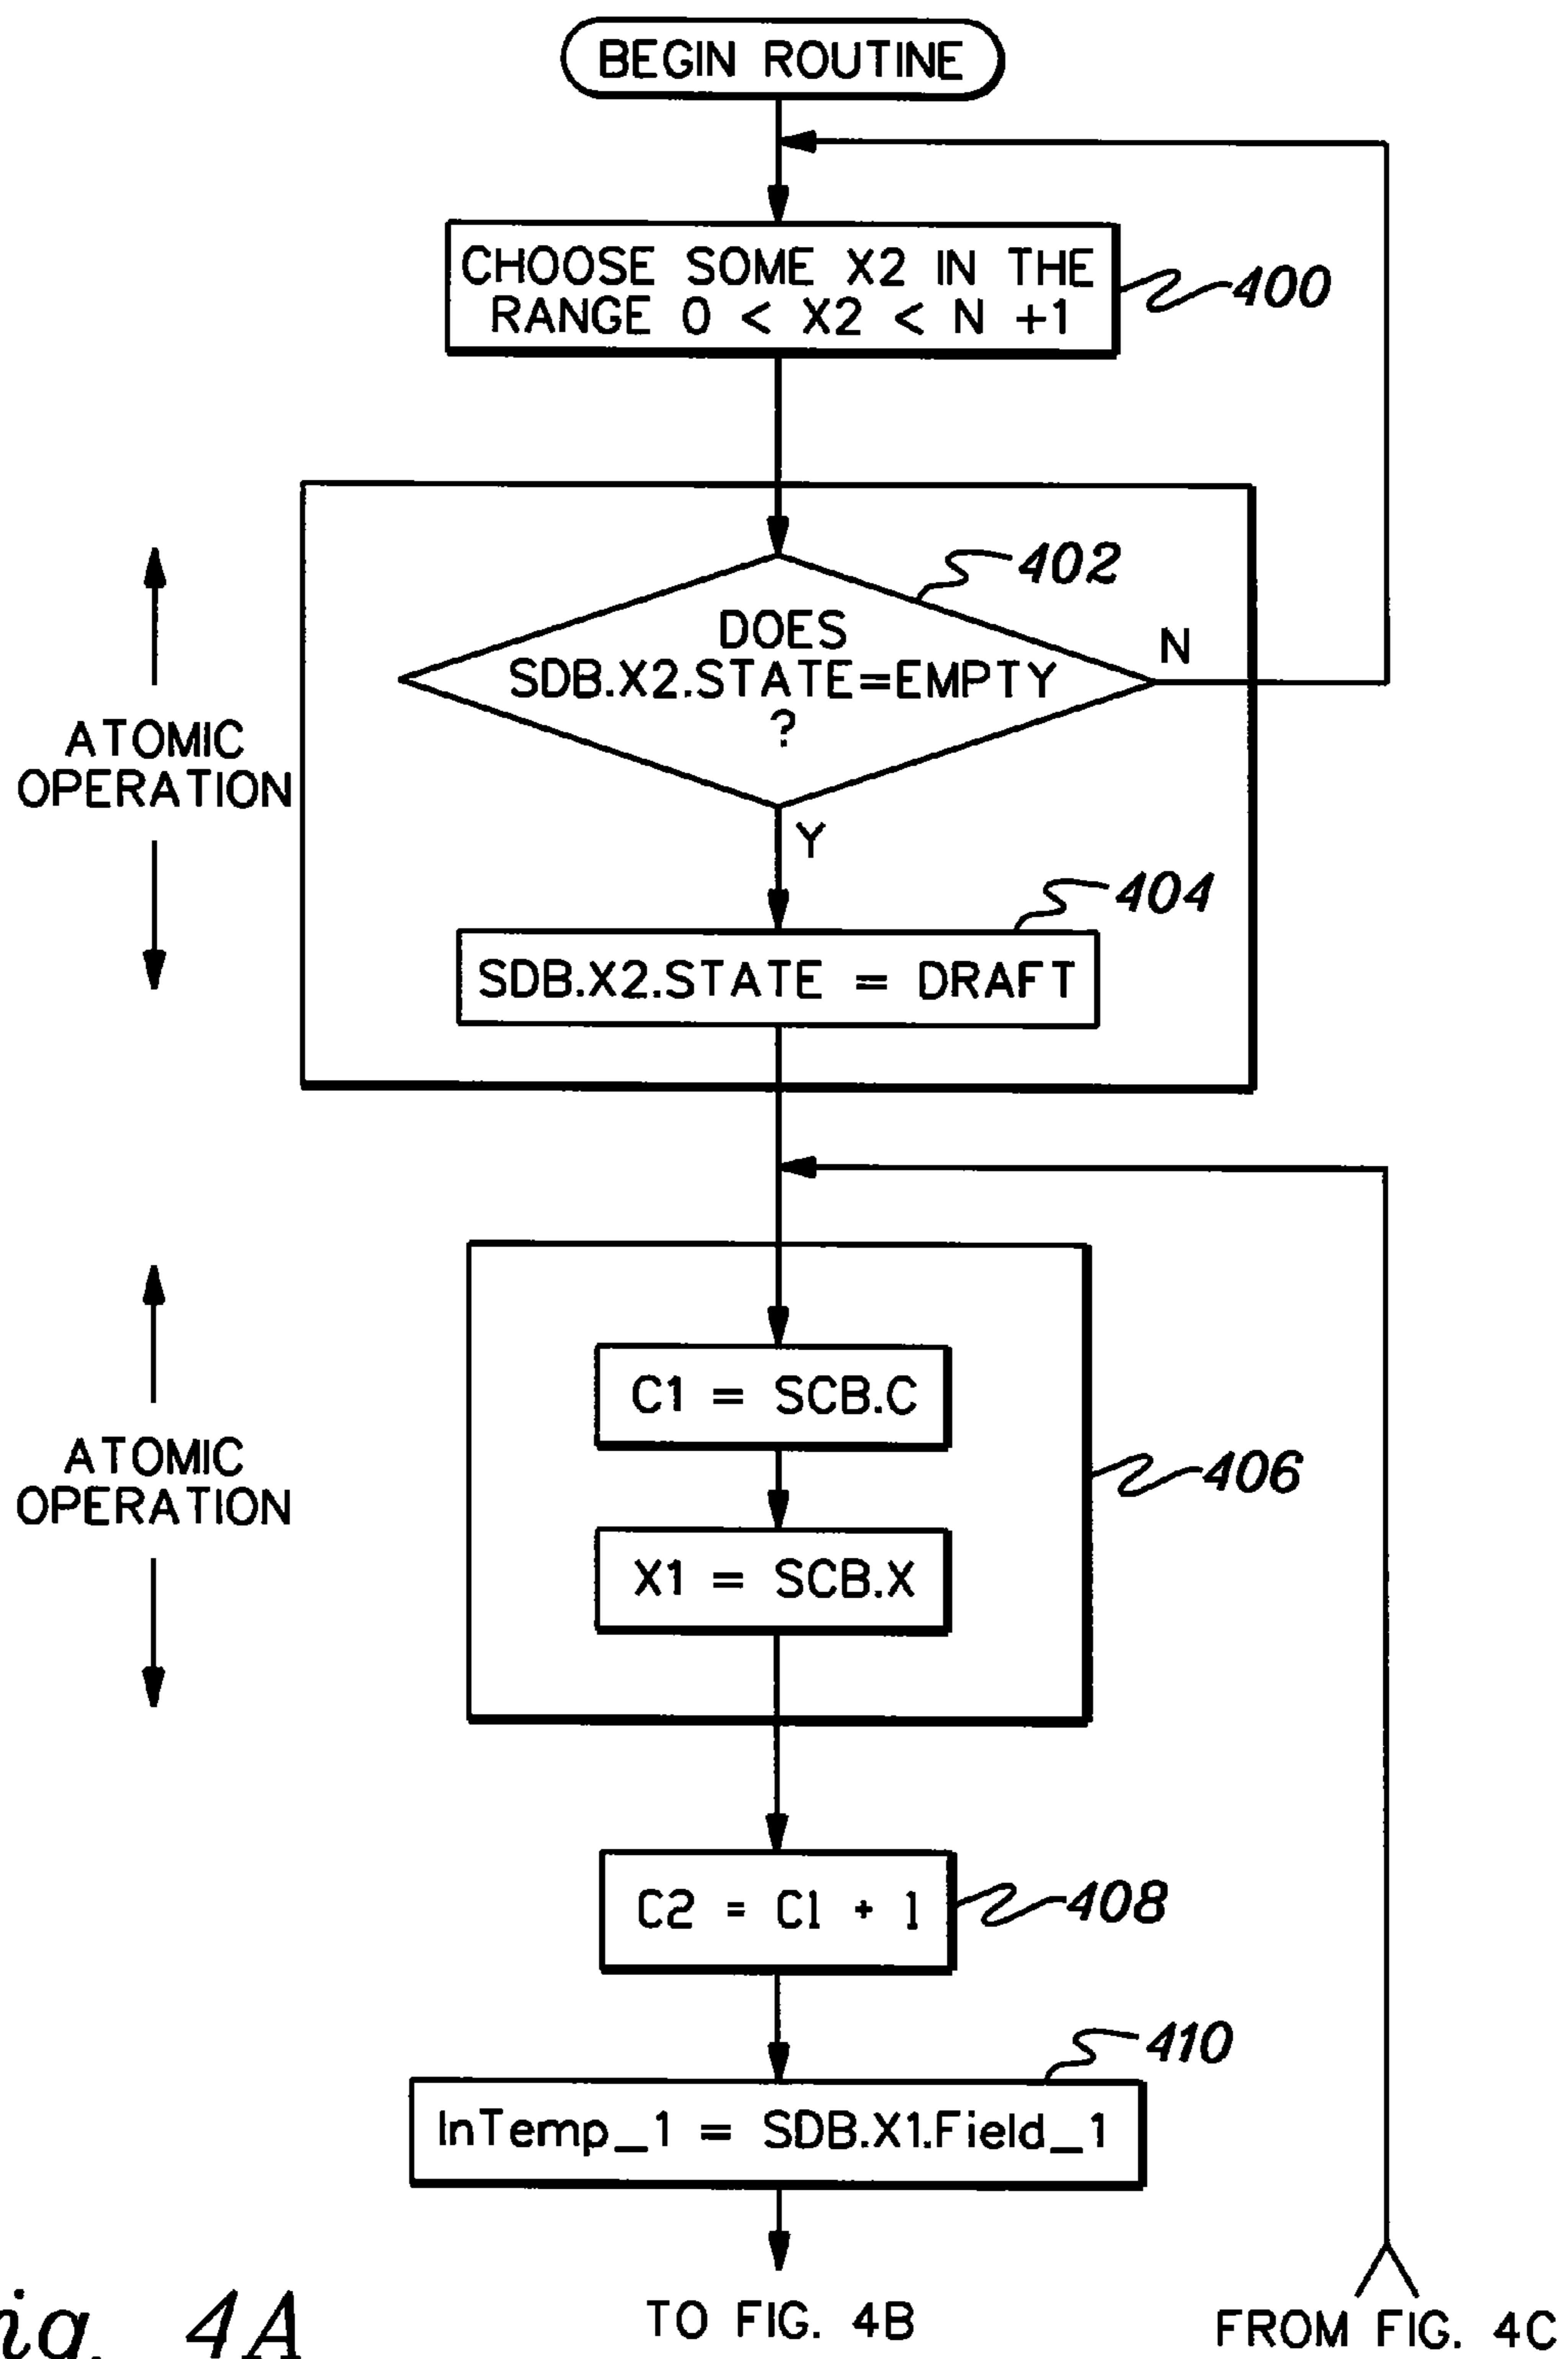 BEGIN ROUTINE
CHOOSE SOME X2 IN THE
RANGE 0 < X2 < N +1
400
402
DOES
SDB.X2.STATE=EMPTY
?
N
Y
ATOMIC
OPERATION
404
SDB.X2.STATE = DRAFT
C1 = SCB.C
ATOMIC
OPERATION
406
X1 = SCB.X
C2 = C1 + 1
408
410
InTemp_1 = SDB.X1.Field_1
TO FIG. 4B
FROM FIG. 4C
4A